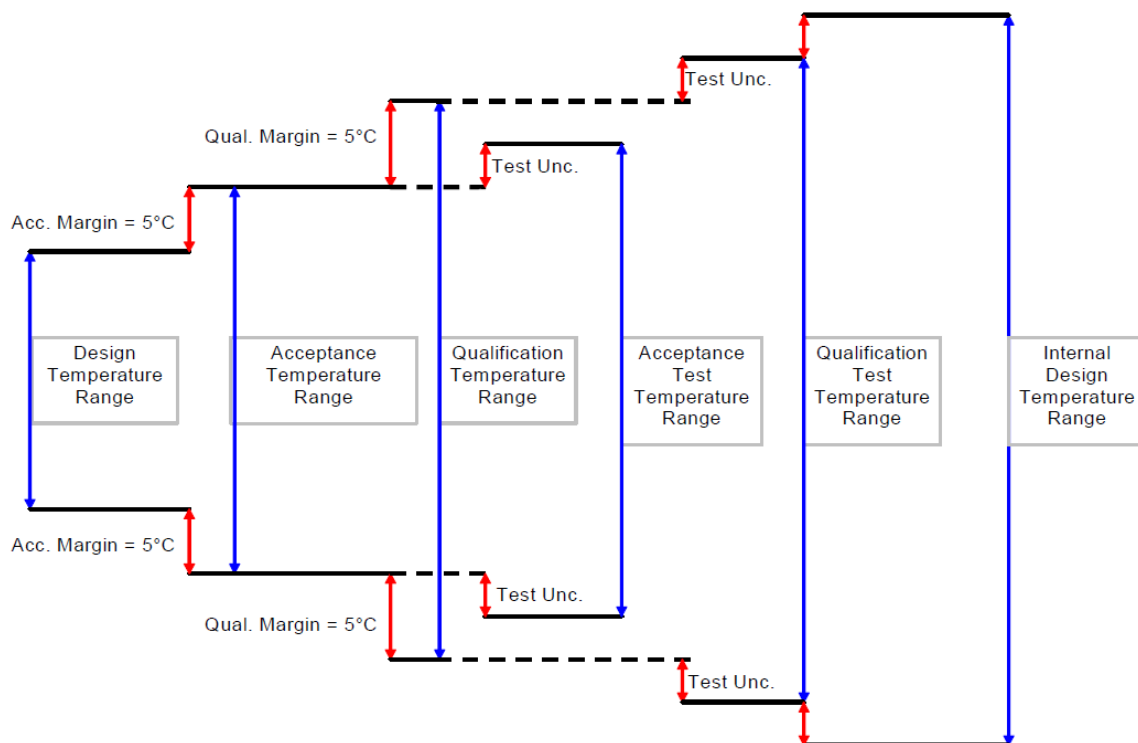 Test Unc.
Qual. Margin = 5°C
Test Unc.
Acc. Margin = 5°C
Design
Temperature
Range
Acceptance
Temperature
Range
Qualification
Temperature
Range
Acceptance
Test
Temperature
Range
Qualification
Test
Temperature
Range
Internal
Design
Temperature
Range
Acc. Margin = 5°C
Test Unc.
Qual. Margin = 5°C
Test Unc.